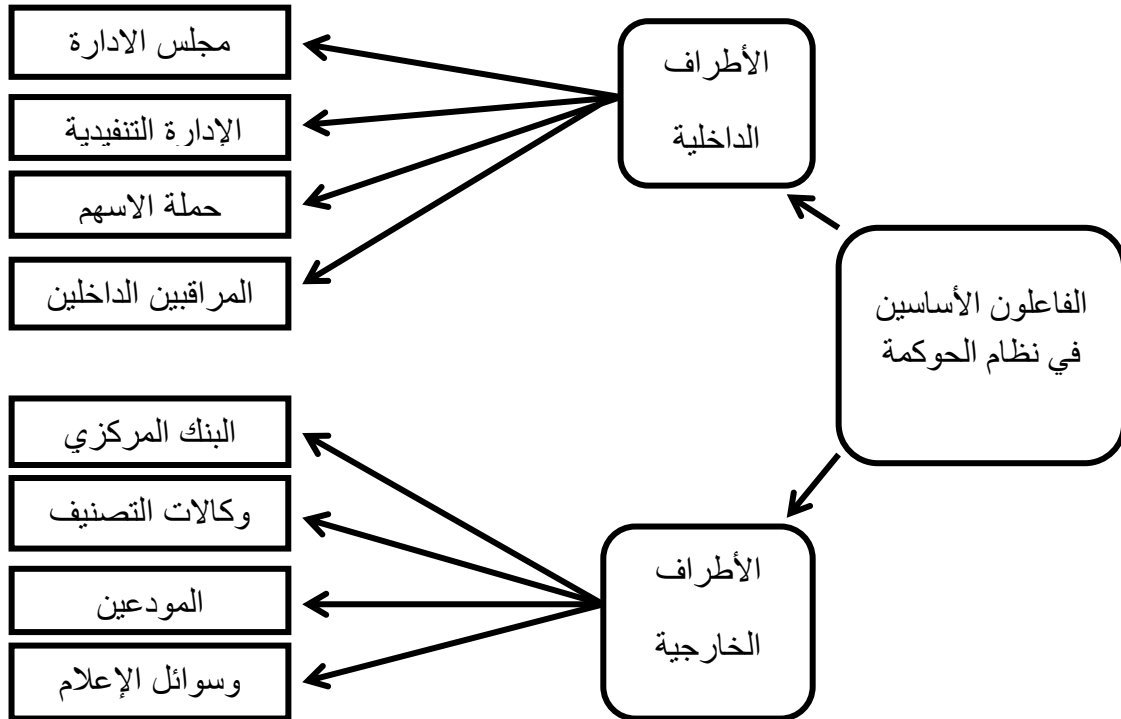 الفاعلون الأساسين
في نظام الحوكمة
الأطراف
الداخلية
مجلس الادارة
الإدارة التنفيدية
حملة الاسهم
المراقبين الداخلين
الأطراف
الخارجية
البنك المركزي
وكالات التصنيف
المودعين
وسوائل الإعلام